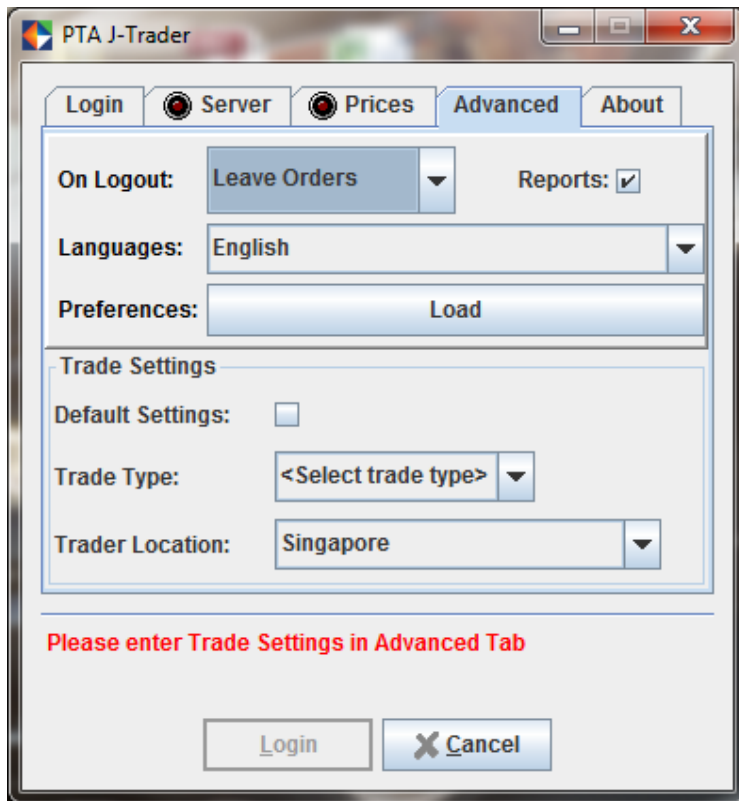 PTA J-Trader
Login Server Prices Advanced About
On Logout: Leave Orders Reports:
Languages: English
Preferences: Load
Trade Settings
Default Settings:
Trade Type: <Select trade type>
Trader Location: Singapore
Please enter Trade Settings in Advanced Tab
Login Cancel